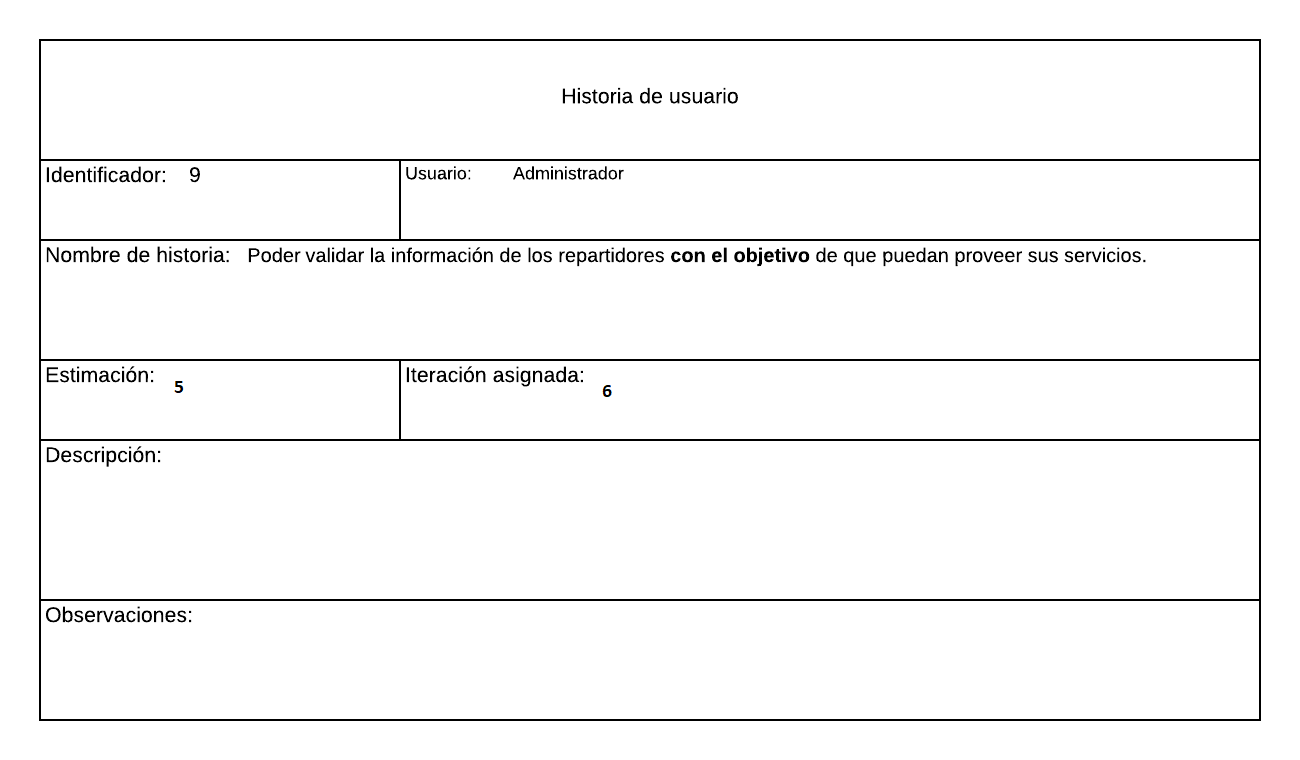 Historia de usuario
Identificador: 9
Usuario: Administrador
Nombre de historia: Poder validar la información de los repartidores con el objetivo de que puedan proveer sus servicios.
Estimación: 5
Iteración asignada: 6
Descripción:
Observaciones: